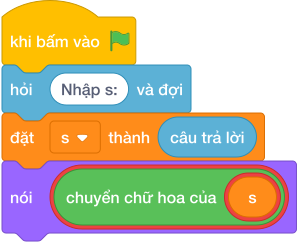 khi bấm vào
hỏi Nhập s: và đợi
đặt s thành câu trả lời
nói chuyển chữ hoa của s